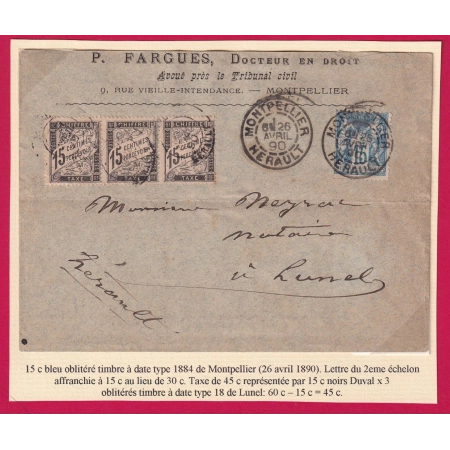 P. FARGUES, DOCTEUR EN DROIT
Avoué près le Tribunal civil
9, RUE VIEILLE-INTENDANCE. — MONTPELLIER
CHIFFRE
15 CENTIMES
TAXE
CHIFFRE
15 CENTIMES
TAXE
CHIFFRE
15 CENTIMES
TAXE
MONTPELLIER
26
AVRIL
90
HERAULT
MONTPELLIER
HERAULT
15
Monsieur Meyrac
notaire
à Lunel
Hérault
15 c bleu oblitéré timbre à date type 1884 de Montpellier (26 avril 1890). Lettre du 2eme échelon
affranchie à 15 c au lieu de 30 c. Taxe de 45 c représentée par 15 c noirs Duval x 3
oblitérés timbre à date type 18 de Lunel: 60 c – 15 c = 45 c.